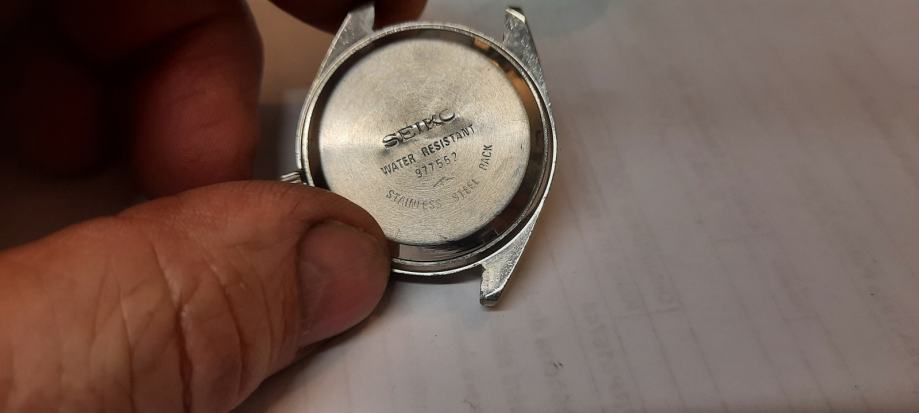 SEIKO
WATER RESISTANT
977557
STAINLESS STEEL BACK